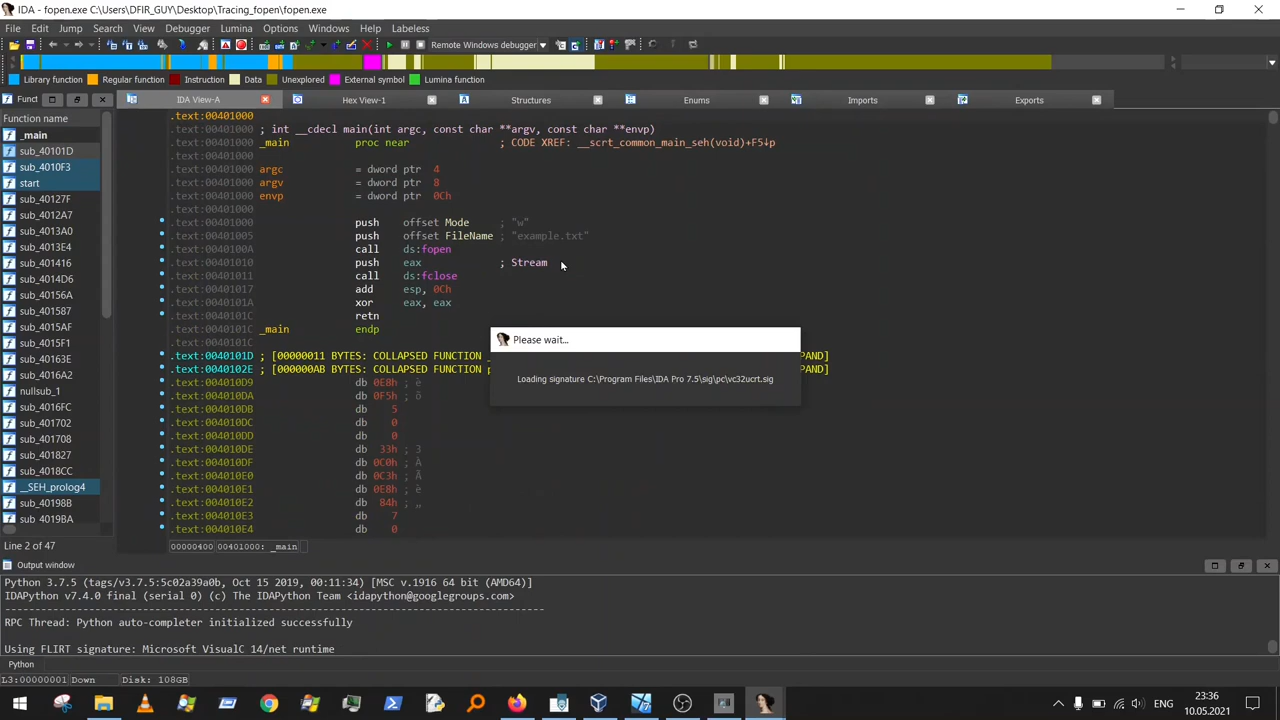 IDA - fopen.exe C:\Users\DFIR_GUY\Desktop\Tracing_fopen\fopen.exe
File Edit Jump Search View Debugger Lumina Options Windows Help Labeless
Remote Windows debugger
Library function Regular function Instruction Data Unexplored External symbol Lumina function
Funct
IDA View-A Hex View-1 Structures Enums Imports Exports
Function name
_main
sub_40101D
sub_4010F3
start
sub_40127F
sub_4012A7
sub_4013A0
sub_4013E4
sub_401416
sub_4014D6
sub_40156A
sub_401587
sub_4015AF
sub_4015F1
sub_40163E
sub_4016A2
nullsub_1
sub_4016FC
sub_401702
sub_401708
sub_401827
sub_4018CC
__SEH_prolog4
sub_40198B
sub_4019BA
Line 2 of 47
.text:00401000
.text:00401000 ; int __cdecl main(int argc, const char **argv, const char **envp)
.text:00401000 _main proc near ; CODE XREF: __scrt_common_main_seh(void)+F5↓p
.text:00401000
.text:00401000 argc = dword ptr 4
.text:00401000 argv = dword ptr 8
.text:00401000 envp = dword ptr 0Ch
.text:00401000
.text:00401000 push offset Mode ; "w"
.text:00401005 push offset FileName ; "example.txt"
.text:0040100A call ds:fopen
.text:00401010 push eax ; Stream
.text:00401011 call ds:fclose
.text:00401017 add esp, 0Ch
.text:0040101A xor eax, eax
.text:0040101C retn
.text:0040101C _main endp
.text:0040101C
.text:0040101D ; [00000011 BYTES: COLLAPSED FUNCTION
.text:0040102E ; [000000AB BYTES: COLLAPSED FUNCTION
.text:004010D9 db 0E8h ; è
.text:004010DA db 0F5h ; õ
.text:004010DB db 5
.text:004010DC db 0
.text:004010DD db 0
.text:004010DE db 33h ; 3
.text:004010DF db 0C0h ; À
.text:004010E0 db 0C3h ; Ã
.text:004010E1 db 0E8h ; è
.text:004010E2 db 84h ; „
.text:004010E3 db 7
.text:004010E4 db 0
00000400 00401000: _main
Please wait...
Loading signature C:\Program Files\IDA Pro 7.5\sig\pc\vc32ucrt.sig
Output window
Python 3.7.5 (tags/v3.7.5:5c02a39a0b, Oct 15 2019, 00:11:34) [MSC v.1916 64 bit (AMD64)]
IDAPython v7.4.0 final (serial 0) (c) The IDAPython Team <idapython@googlegroups.com>
RPC Thread: Python auto-completer initialized successfully
Using FLIRT signature: Microsoft VisualC 14/net runtime
Python
L3:00000001 Down Disk: 108GB
ENG
23:36
10.05.2021